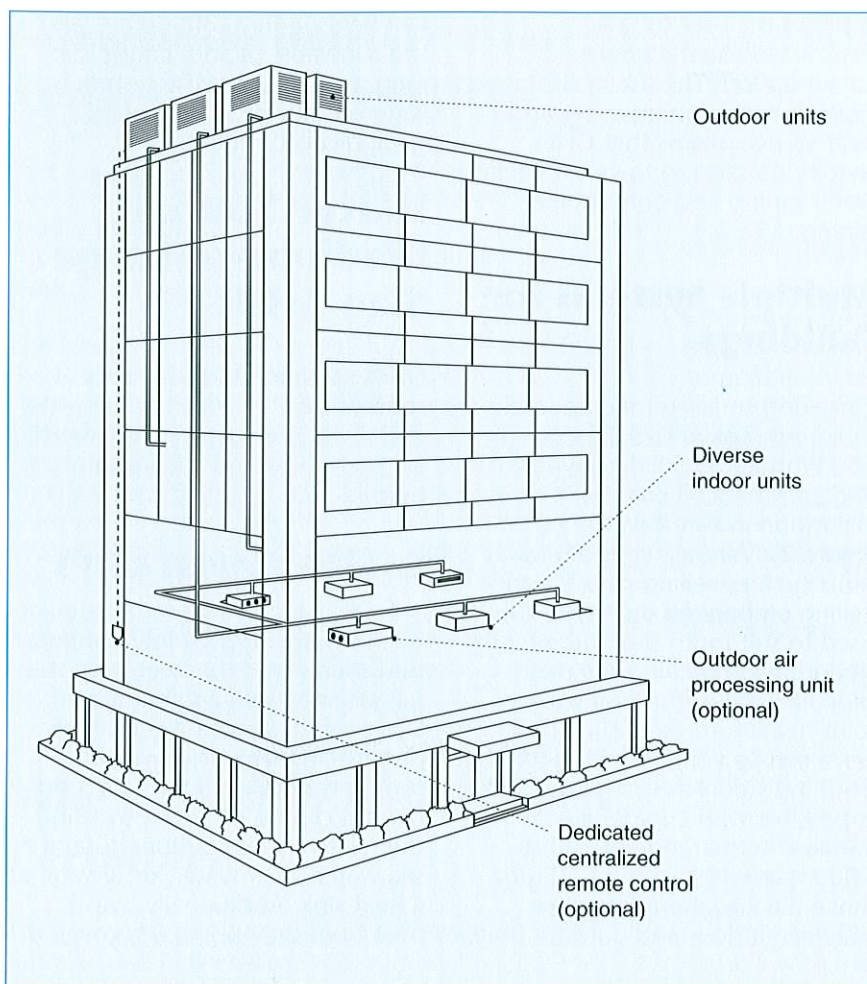 Outdoor units
Diverse
indoor units
Outdoor air
processing unit
(optional)
Dedicated
centralized
remote control
(optional)